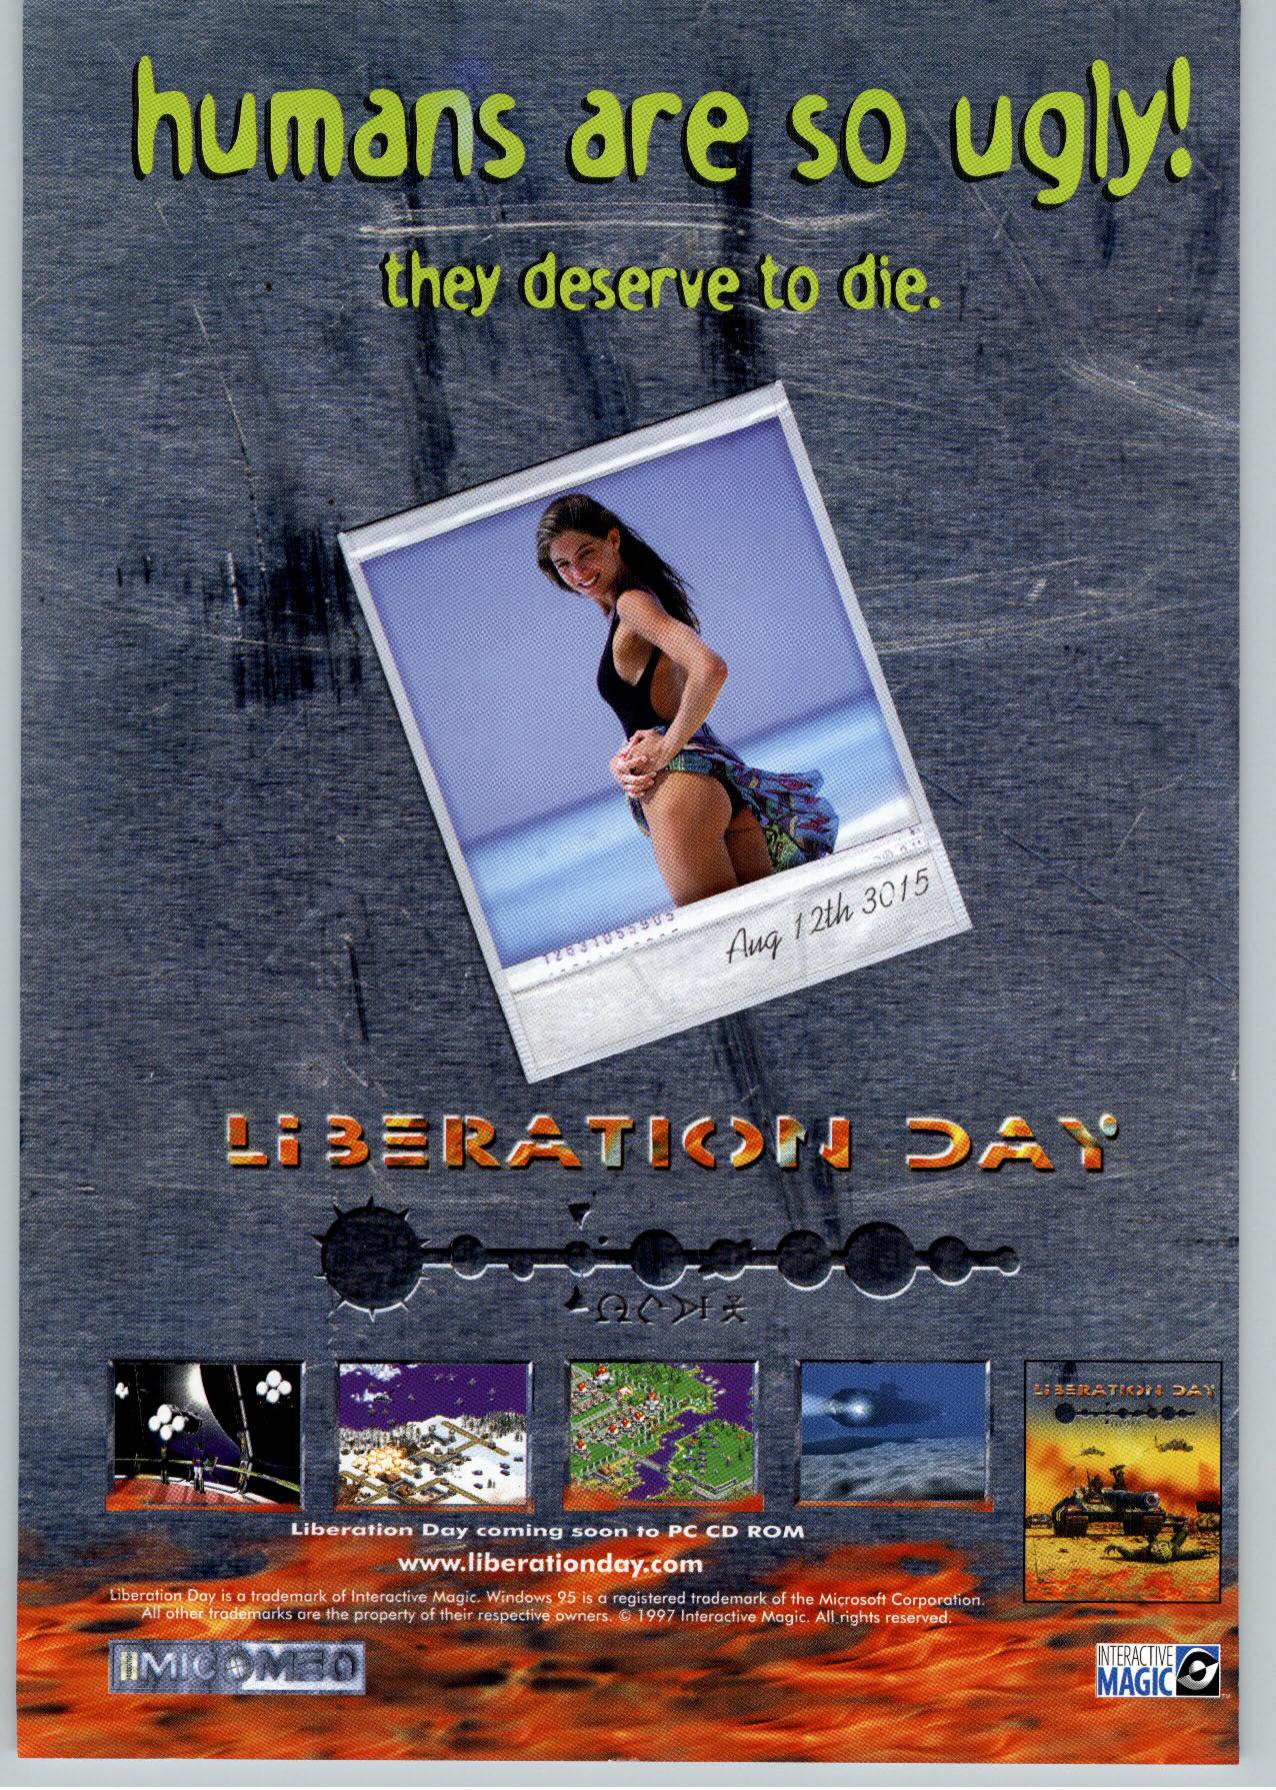 humans are so ugly!
they deserve to die.
Aug 12th 3015
LiBERATION DAY
LiBERATION DAY
Liberation Day coming soon to PC CD ROM
www.liberationday.com
Liberation Day is a trademark of Interactive Magic. Windows 95 is a registered trademark of the Microsoft Corporation.
All other trademarks are the property of their respective owners. © 1997 Interactive Magic. All rights reserved.
INTERACTIVE
MAGIC™